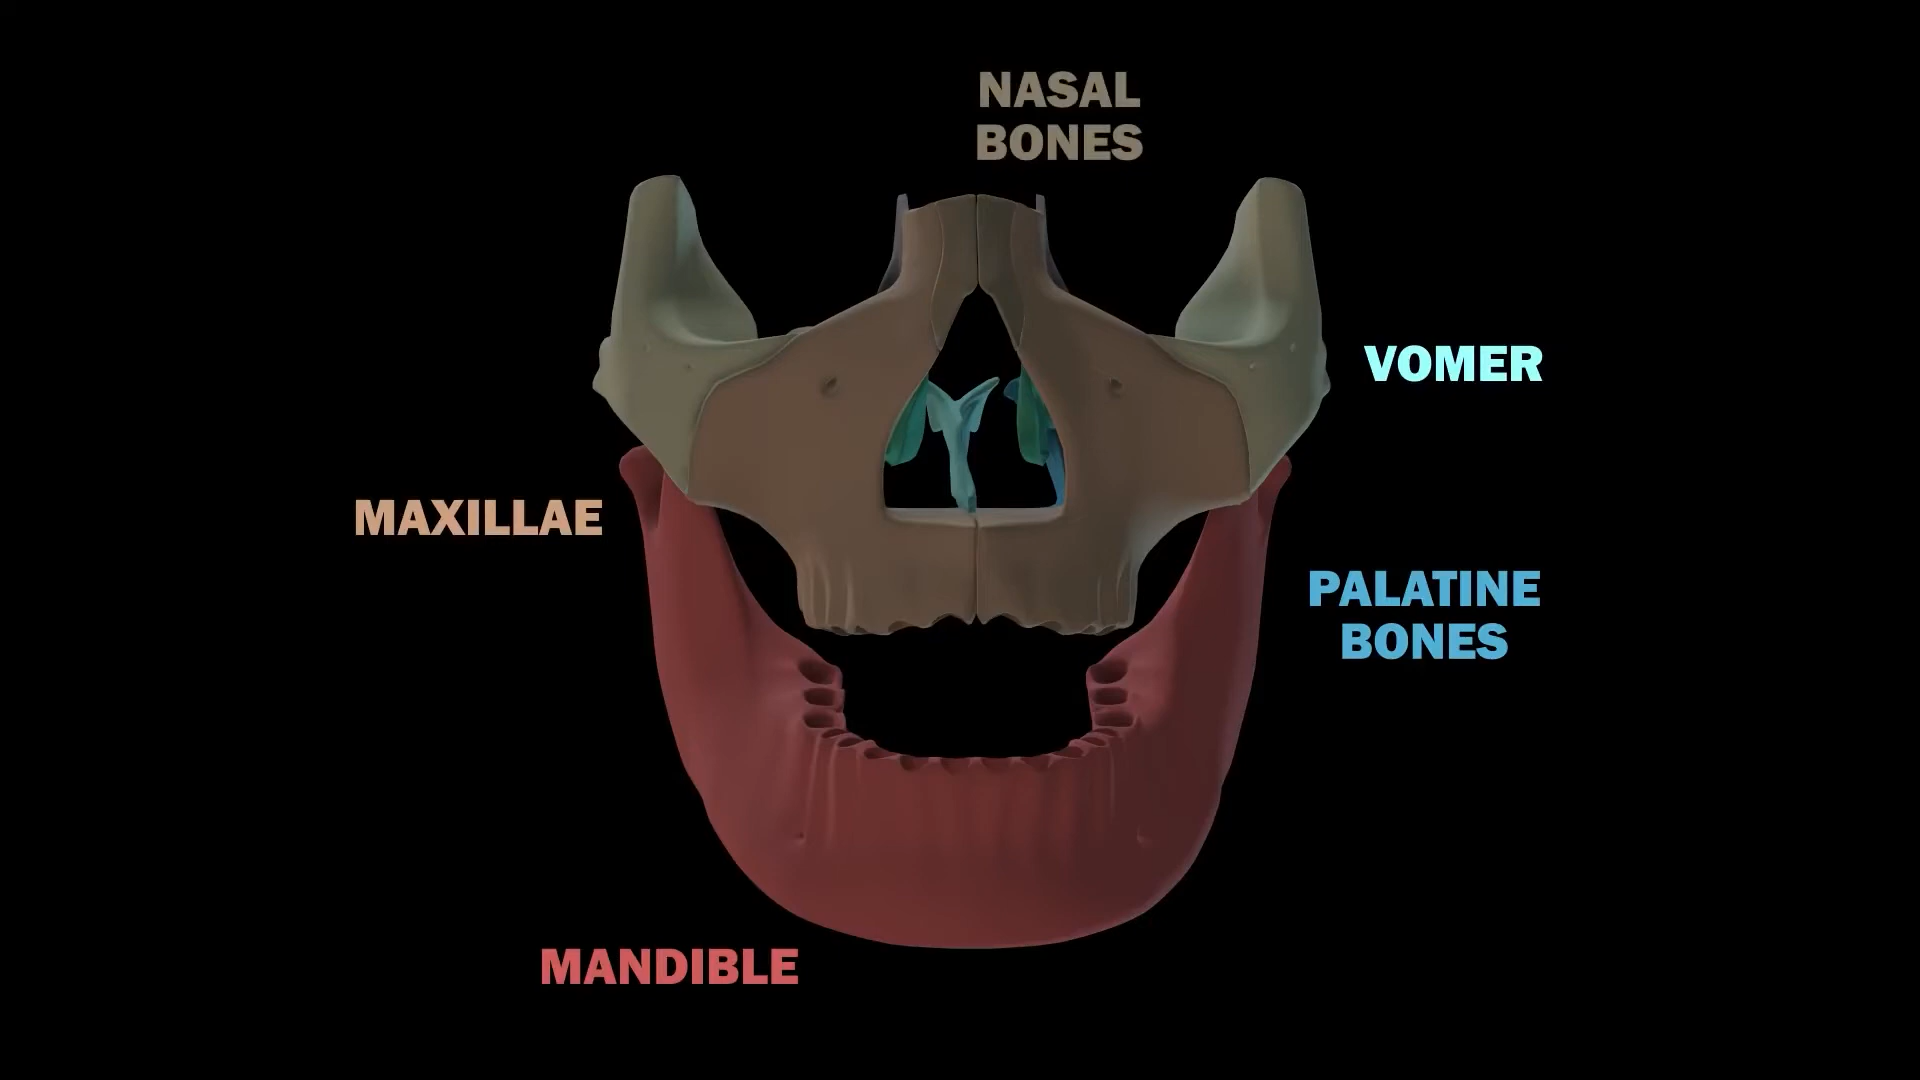 NASAL
BONES
VOMER
MAXILLAE
PALATINE
BONES
MANDIBLE